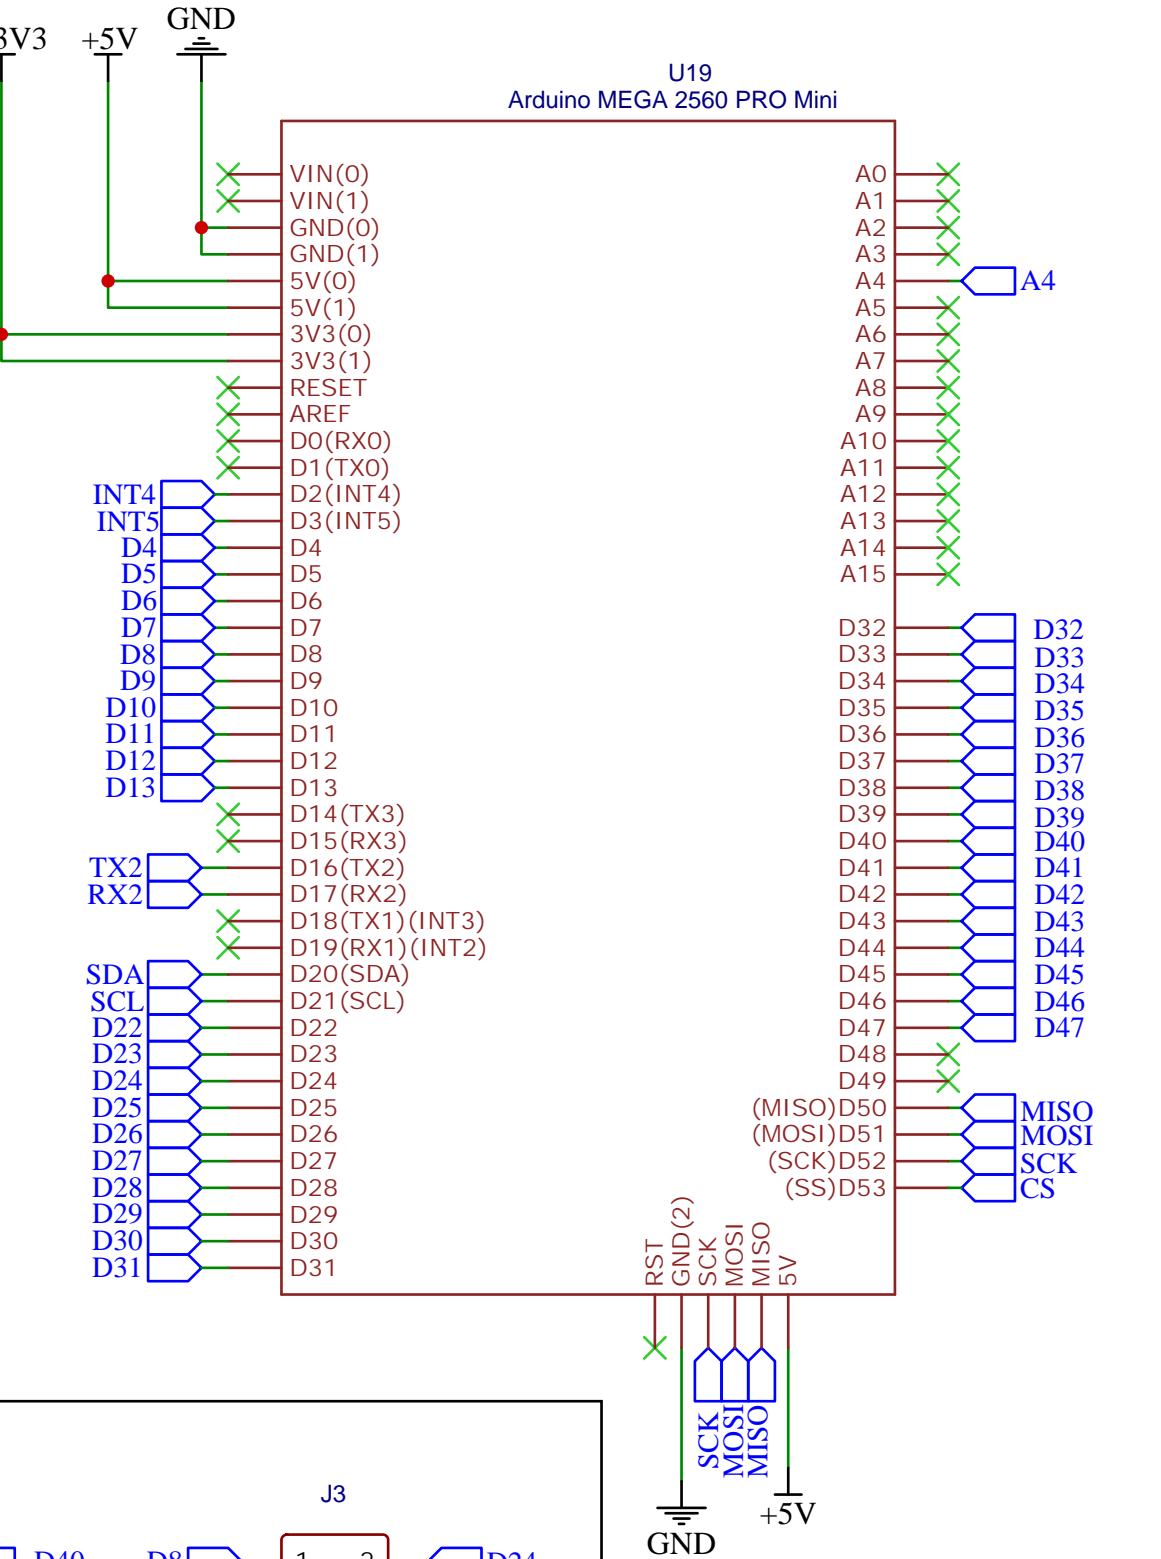 3V3 +5V GND
U19
Arduino MEGA 2560 PRO Mini
VIN(0) A0
VIN(1) A1
GND(0) A2
GND(1) A3
5V(0) A4 A4
5V(1) A5
3V3(0) A6
3V3(1) A7
RESET A8
AREF A9
D0(RX0) A10
D1(TX0) A11
INT4 D2(INT4) A12
INT5 D3(INT5) A13
D4 D4 A14
D5 D5 A15
D6 D6
D7 D7 D32 D32
D8 D8 D33 D33
D9 D9 D34 D34
D10 D10 D35 D35
D11 D11 D36 D36
D12 D12 D37 D37
D13 D13 D38 D38
D14(TX3) D39 D39
D15(RX3) D40 D40
TX2 D16(TX2) D41 D41
RX2 D17(RX2) D42 D42
D18(TX1)(INT3) D43 D43
D19(RX1)(INT2) D44 D44
SDA D20(SDA) D45 D45
SCL D21(SCL) D46 D46
D22 D22 D47 D47
D23 D23 D48
D24 D24 D49
D25 D25 (MISO)D50 MISO
D26 D26 (MOSI)D51 MOSI
D27 D27 (SCK)D52 SCK
D28 D28 (SS)D53 CS
D29 D29
D30 D30
D31 D31
RST GND(2) SCK MOSI MISO 5V
SCK MOSI MISO
GND +5V
J3
D40 D8 1 2 D24